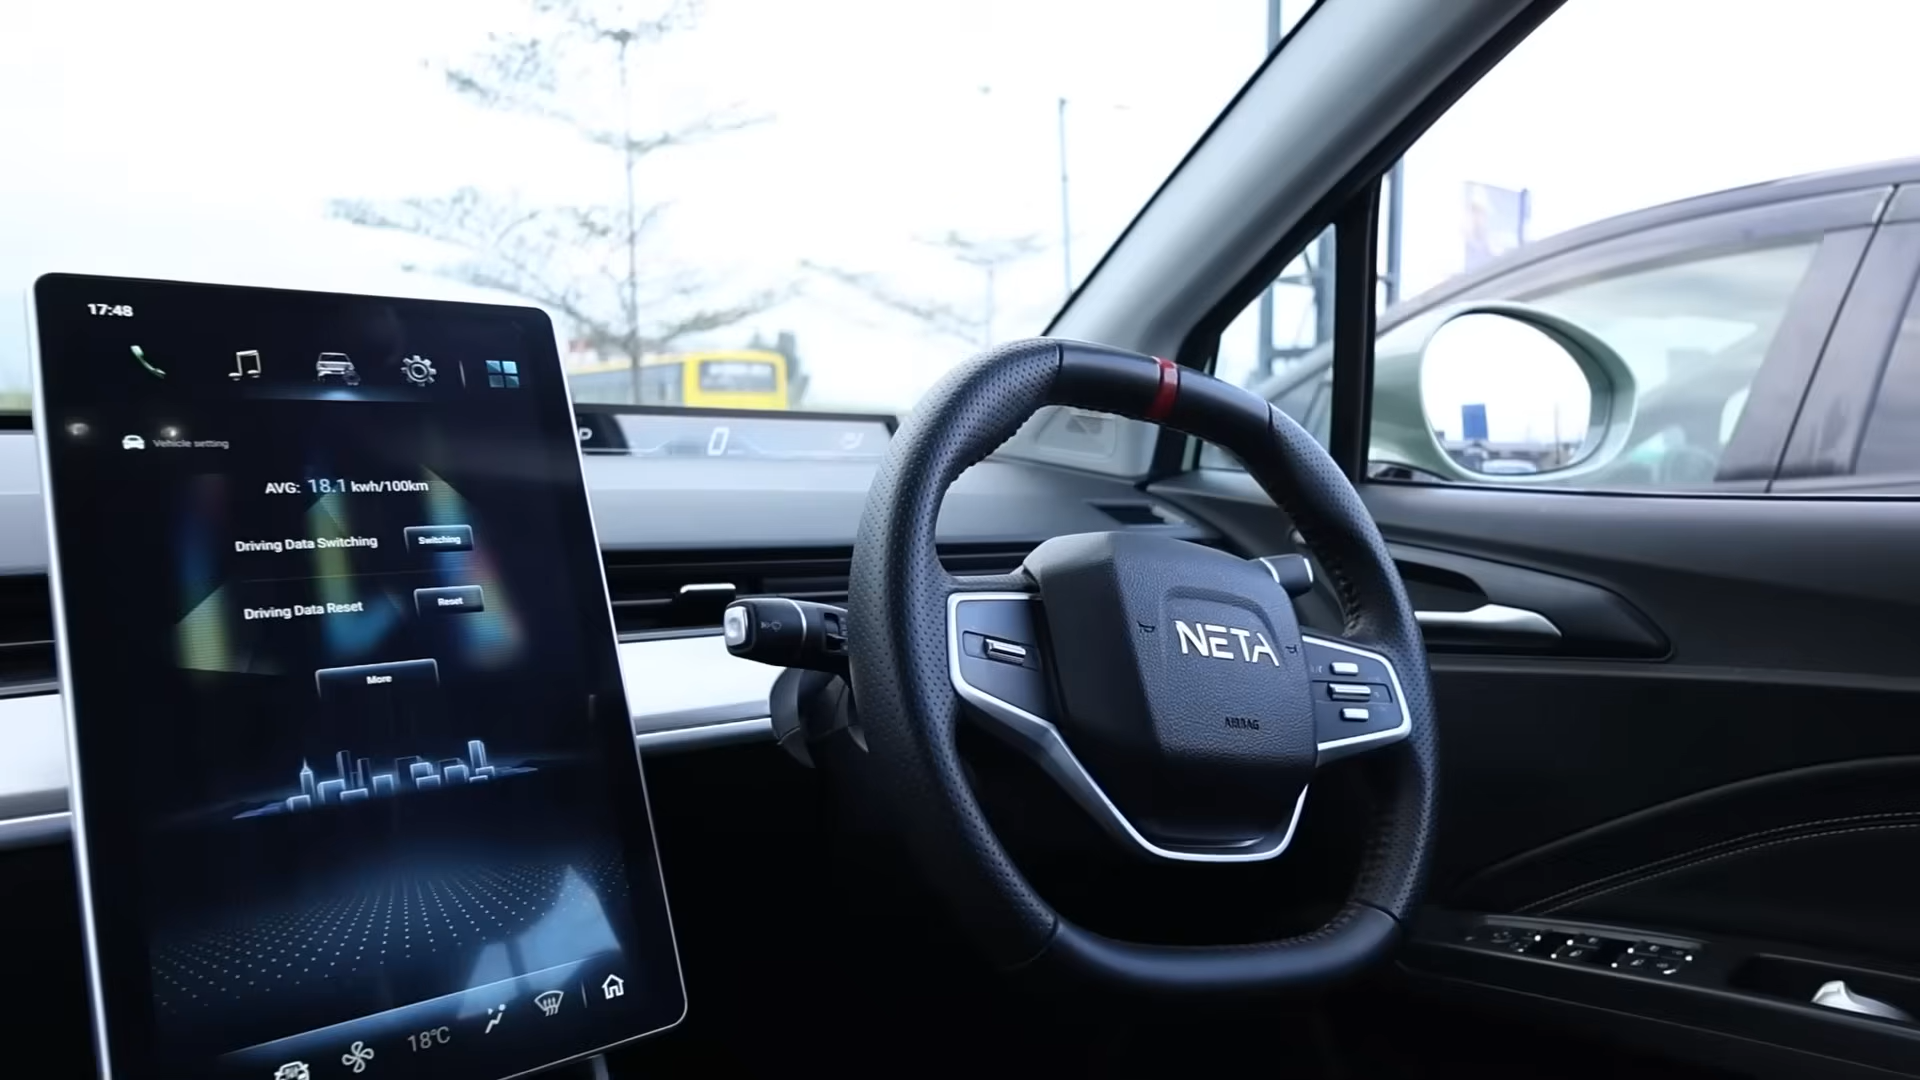 17:48
Vehicle setting
AVG: 18.1 kwh/100km
Driving Data Switching
Switching
Driving Data Reset
Reset
More
18°C
P
0
NETA
AIRBAG